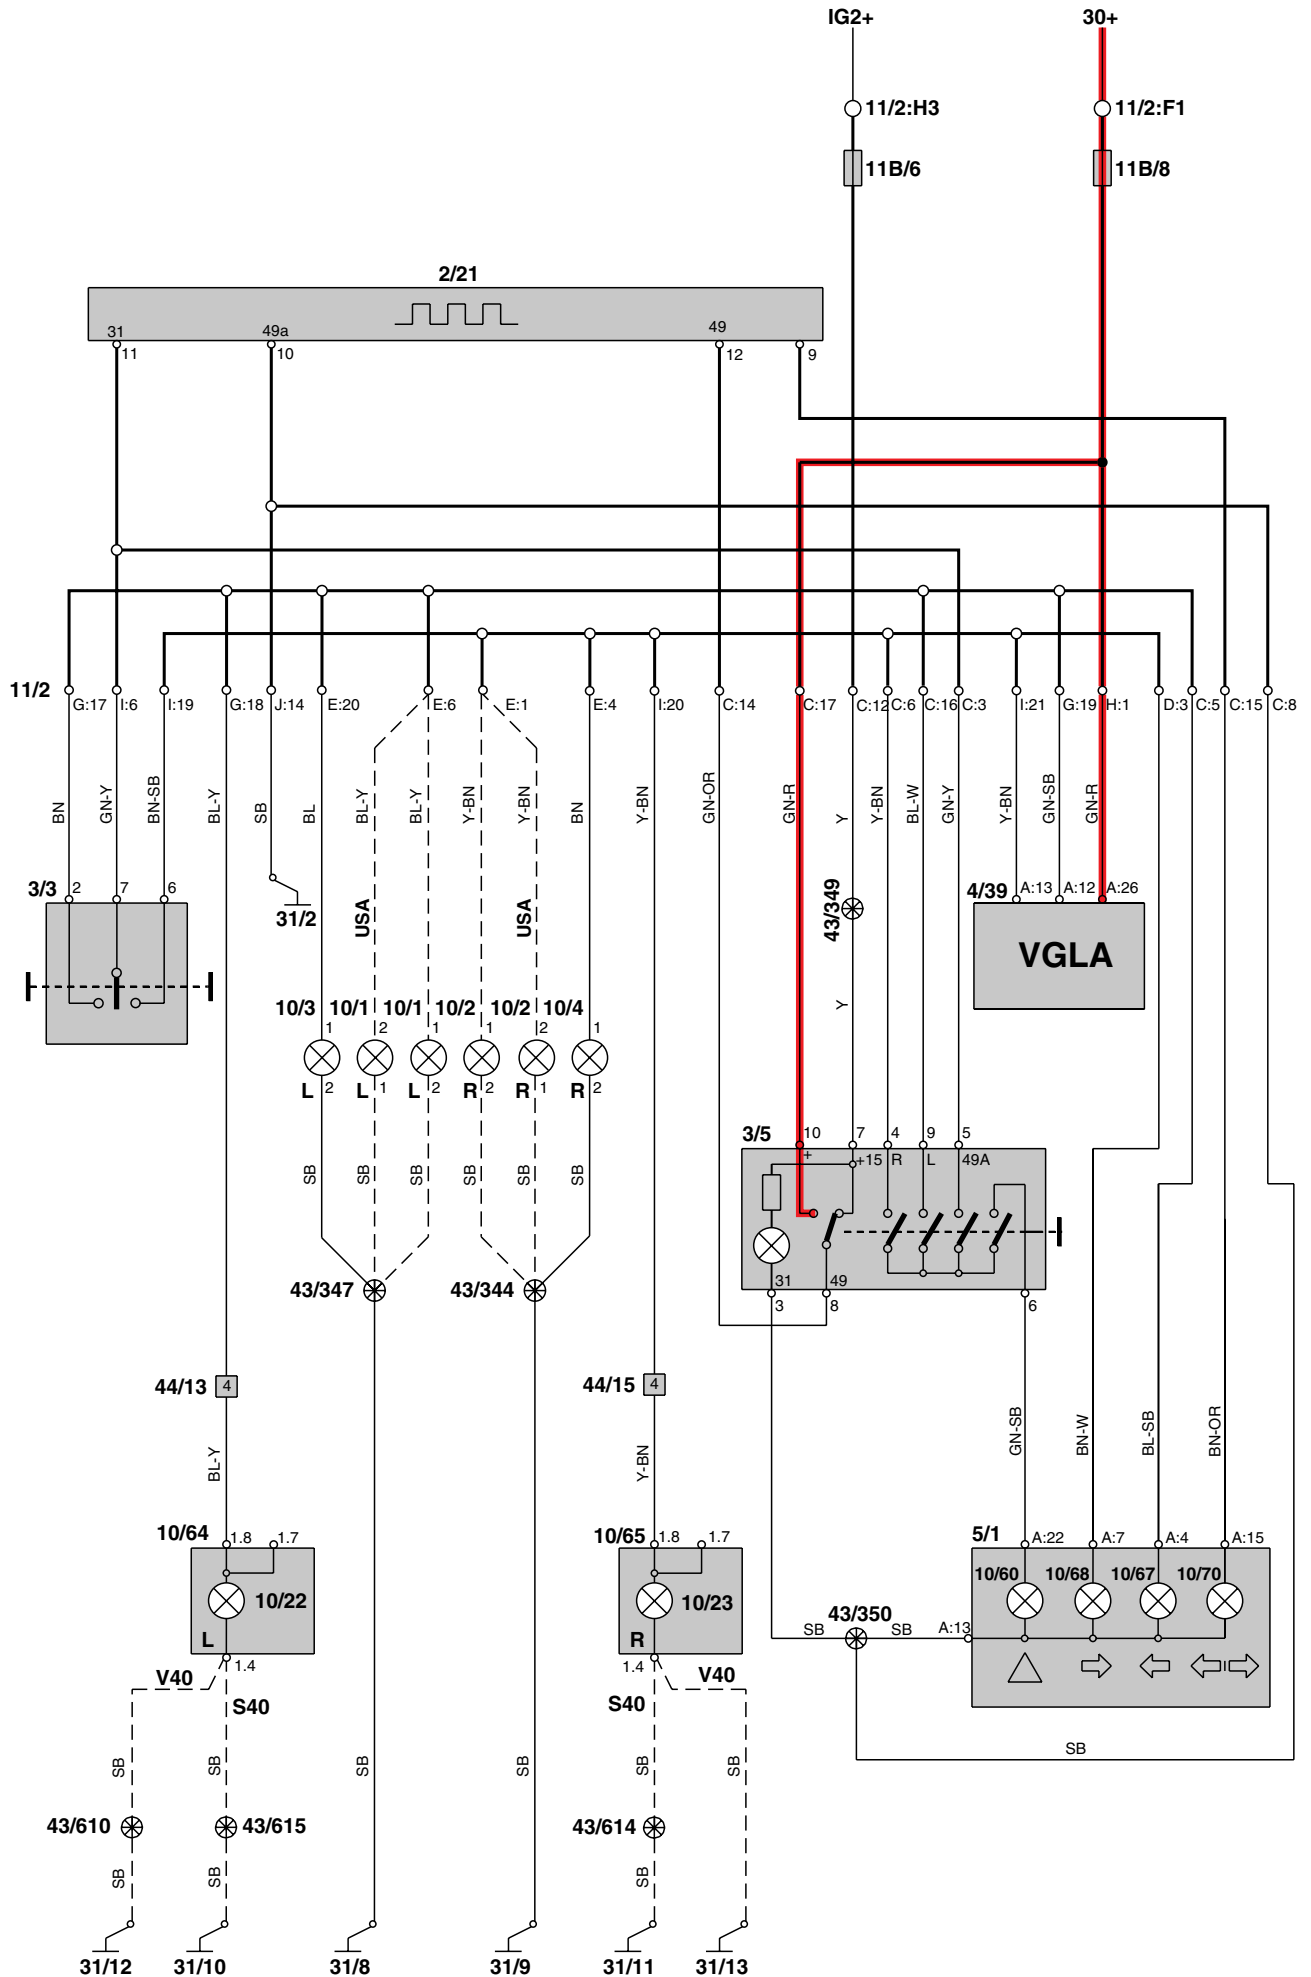 IG2+ 30+
11/2:H3 11/2:F1
11B/6 11B/8
2/21
31 49a 49
11 10 12 9
11/2 G:17 I:6 I:19 G:18 J:14 E:20 E:6 E:1 E:4 I:20 C:14 C:17 C:12 C:6 C:16 C:3 I:21 G:19 H:1 D:3 C:5 C:15 C:8
BN GN-Y BN-SB BL-Y SB BL BL-Y BL-Y Y-BN Y-BN BN Y-BN GN-OR GN-R Y Y-BN BL-W GN-Y Y-BN GN-SB GN-R
3/3 2 7 6 4/39 A:13 A:12 A:26
31/2 USA USA 43/349
VGLA
Y
10/3 10/1 10/1 10/2 10/2 10/4
1 2 1 1 2 1
L 2 L 1 L 2 R 2 R 1 R 2
3/5 10 7 4 9 5
+ +15 R L 49A
SB SB SB SB SB SB
31 49
43/347 43/344 3 8 6
44/13 4 44/15 4
BL-Y Y-BN GN-SB BN-W BL-SB BN-OR
10/64 1.8 1.7 10/65 1.8 1.7 5/1 A:22 A:7 A:4 A:15
10/60 10/68 10/67 10/70
10/22 10/23
43/350
L R SB SB A:13
1.4 1.4
V40 V40
S40 S40
SB
SB SB SB SB SB SB
43/610 43/615 43/614
SB SB SB
31/12 31/10 31/8 31/9 31/11 31/13